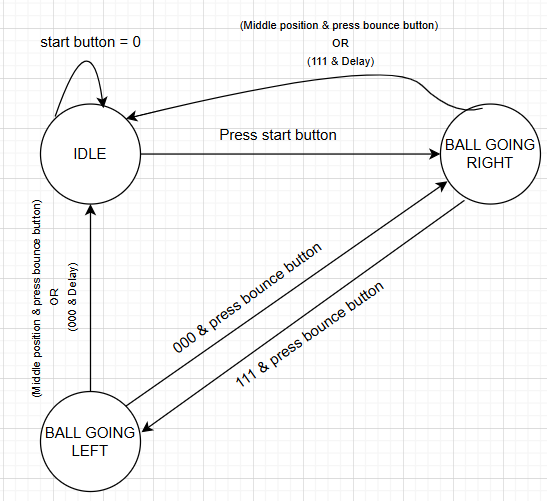 (Middle position & press bounce button)
OR
(111 & Delay)
start button = 0
Press start button
IDLE
BALL GOING
RIGHT
(Middle position & press bounce button)
OR
(000 & Delay)
000 & press bounce button
111 & press bounce button
BALL GOING
LEFT